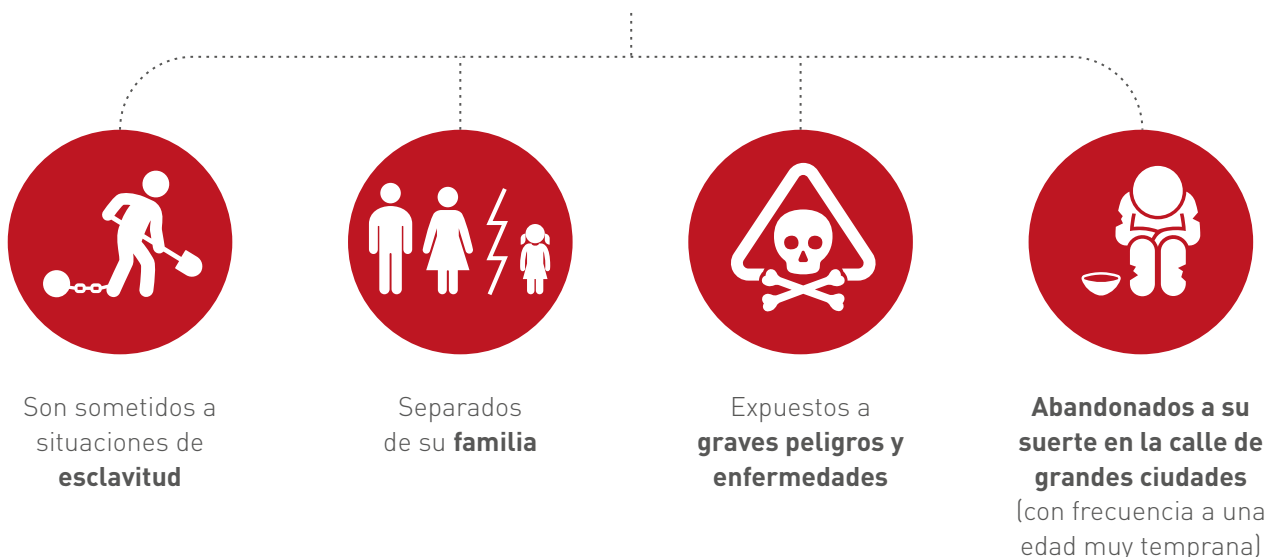 Son sometidos a
situaciones de
esclavitud
Separados
de su familia
Expuestos a
graves peligros y
enfermedades
Abandonados a su
suerte en la calle de
grandes ciudades
(con frecuencia a una
edad muy temprana)